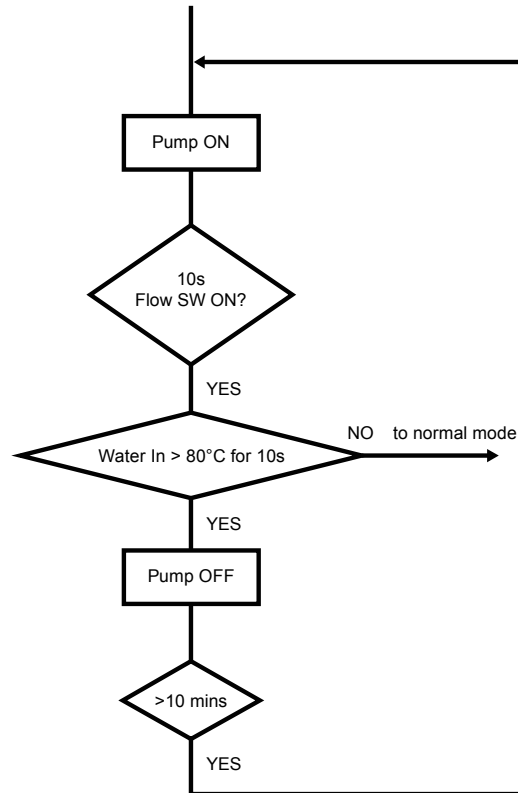 Pump ON
10s
Flow SW ON?
YES
Water In > 80°C for 10s
NO to normal mode
YES
Pump OFF
>10 mins
YES